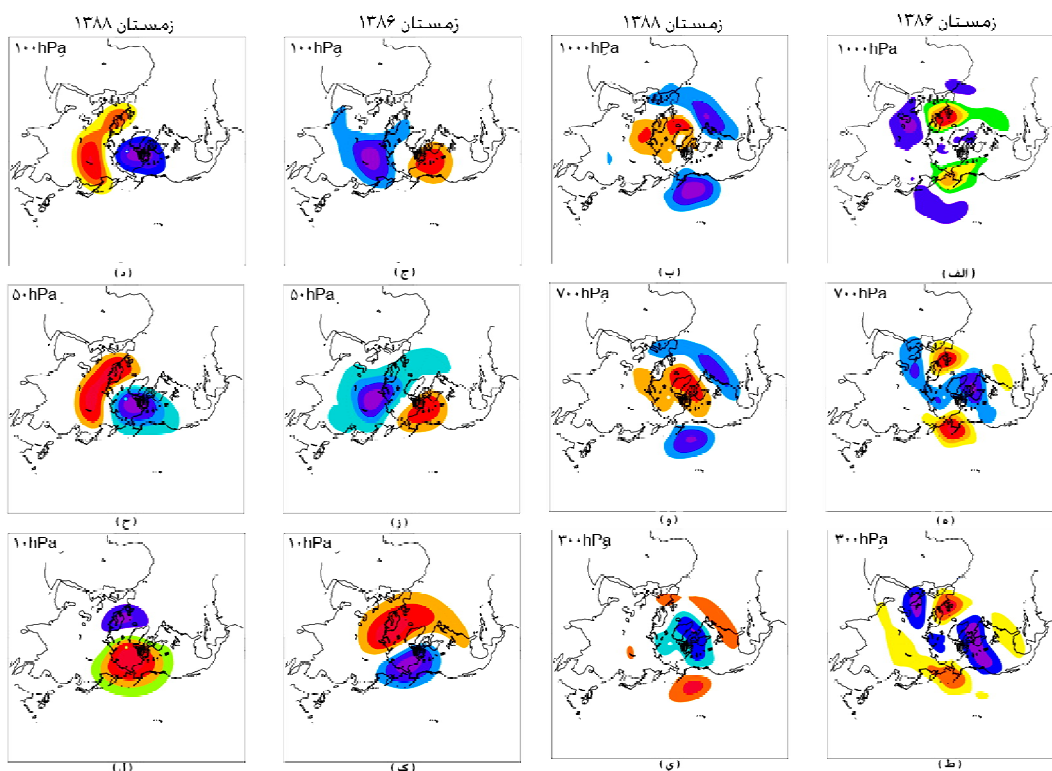 زمستان ۱۳۸۶
زمستان ۱۳۸۸
زمستان ۱۳۸۶
زمستان ۱۳۸۸
۱۰۰۰hPa
۱۰۰۰hPa
۱۰۰hPa
۱۰۰hPa
(الف)
(ب)
(ج)
(د)
۷۰۰hPa
۷۰۰hPa
۵۰hPa
۵۰hPa
(ه)
(و)
(ز)
(ح)
۳۰۰hPa
۳۰۰hPa
۱۰hPa
۱۰hPa
(ط)
(ی)
(ک)
(ل)